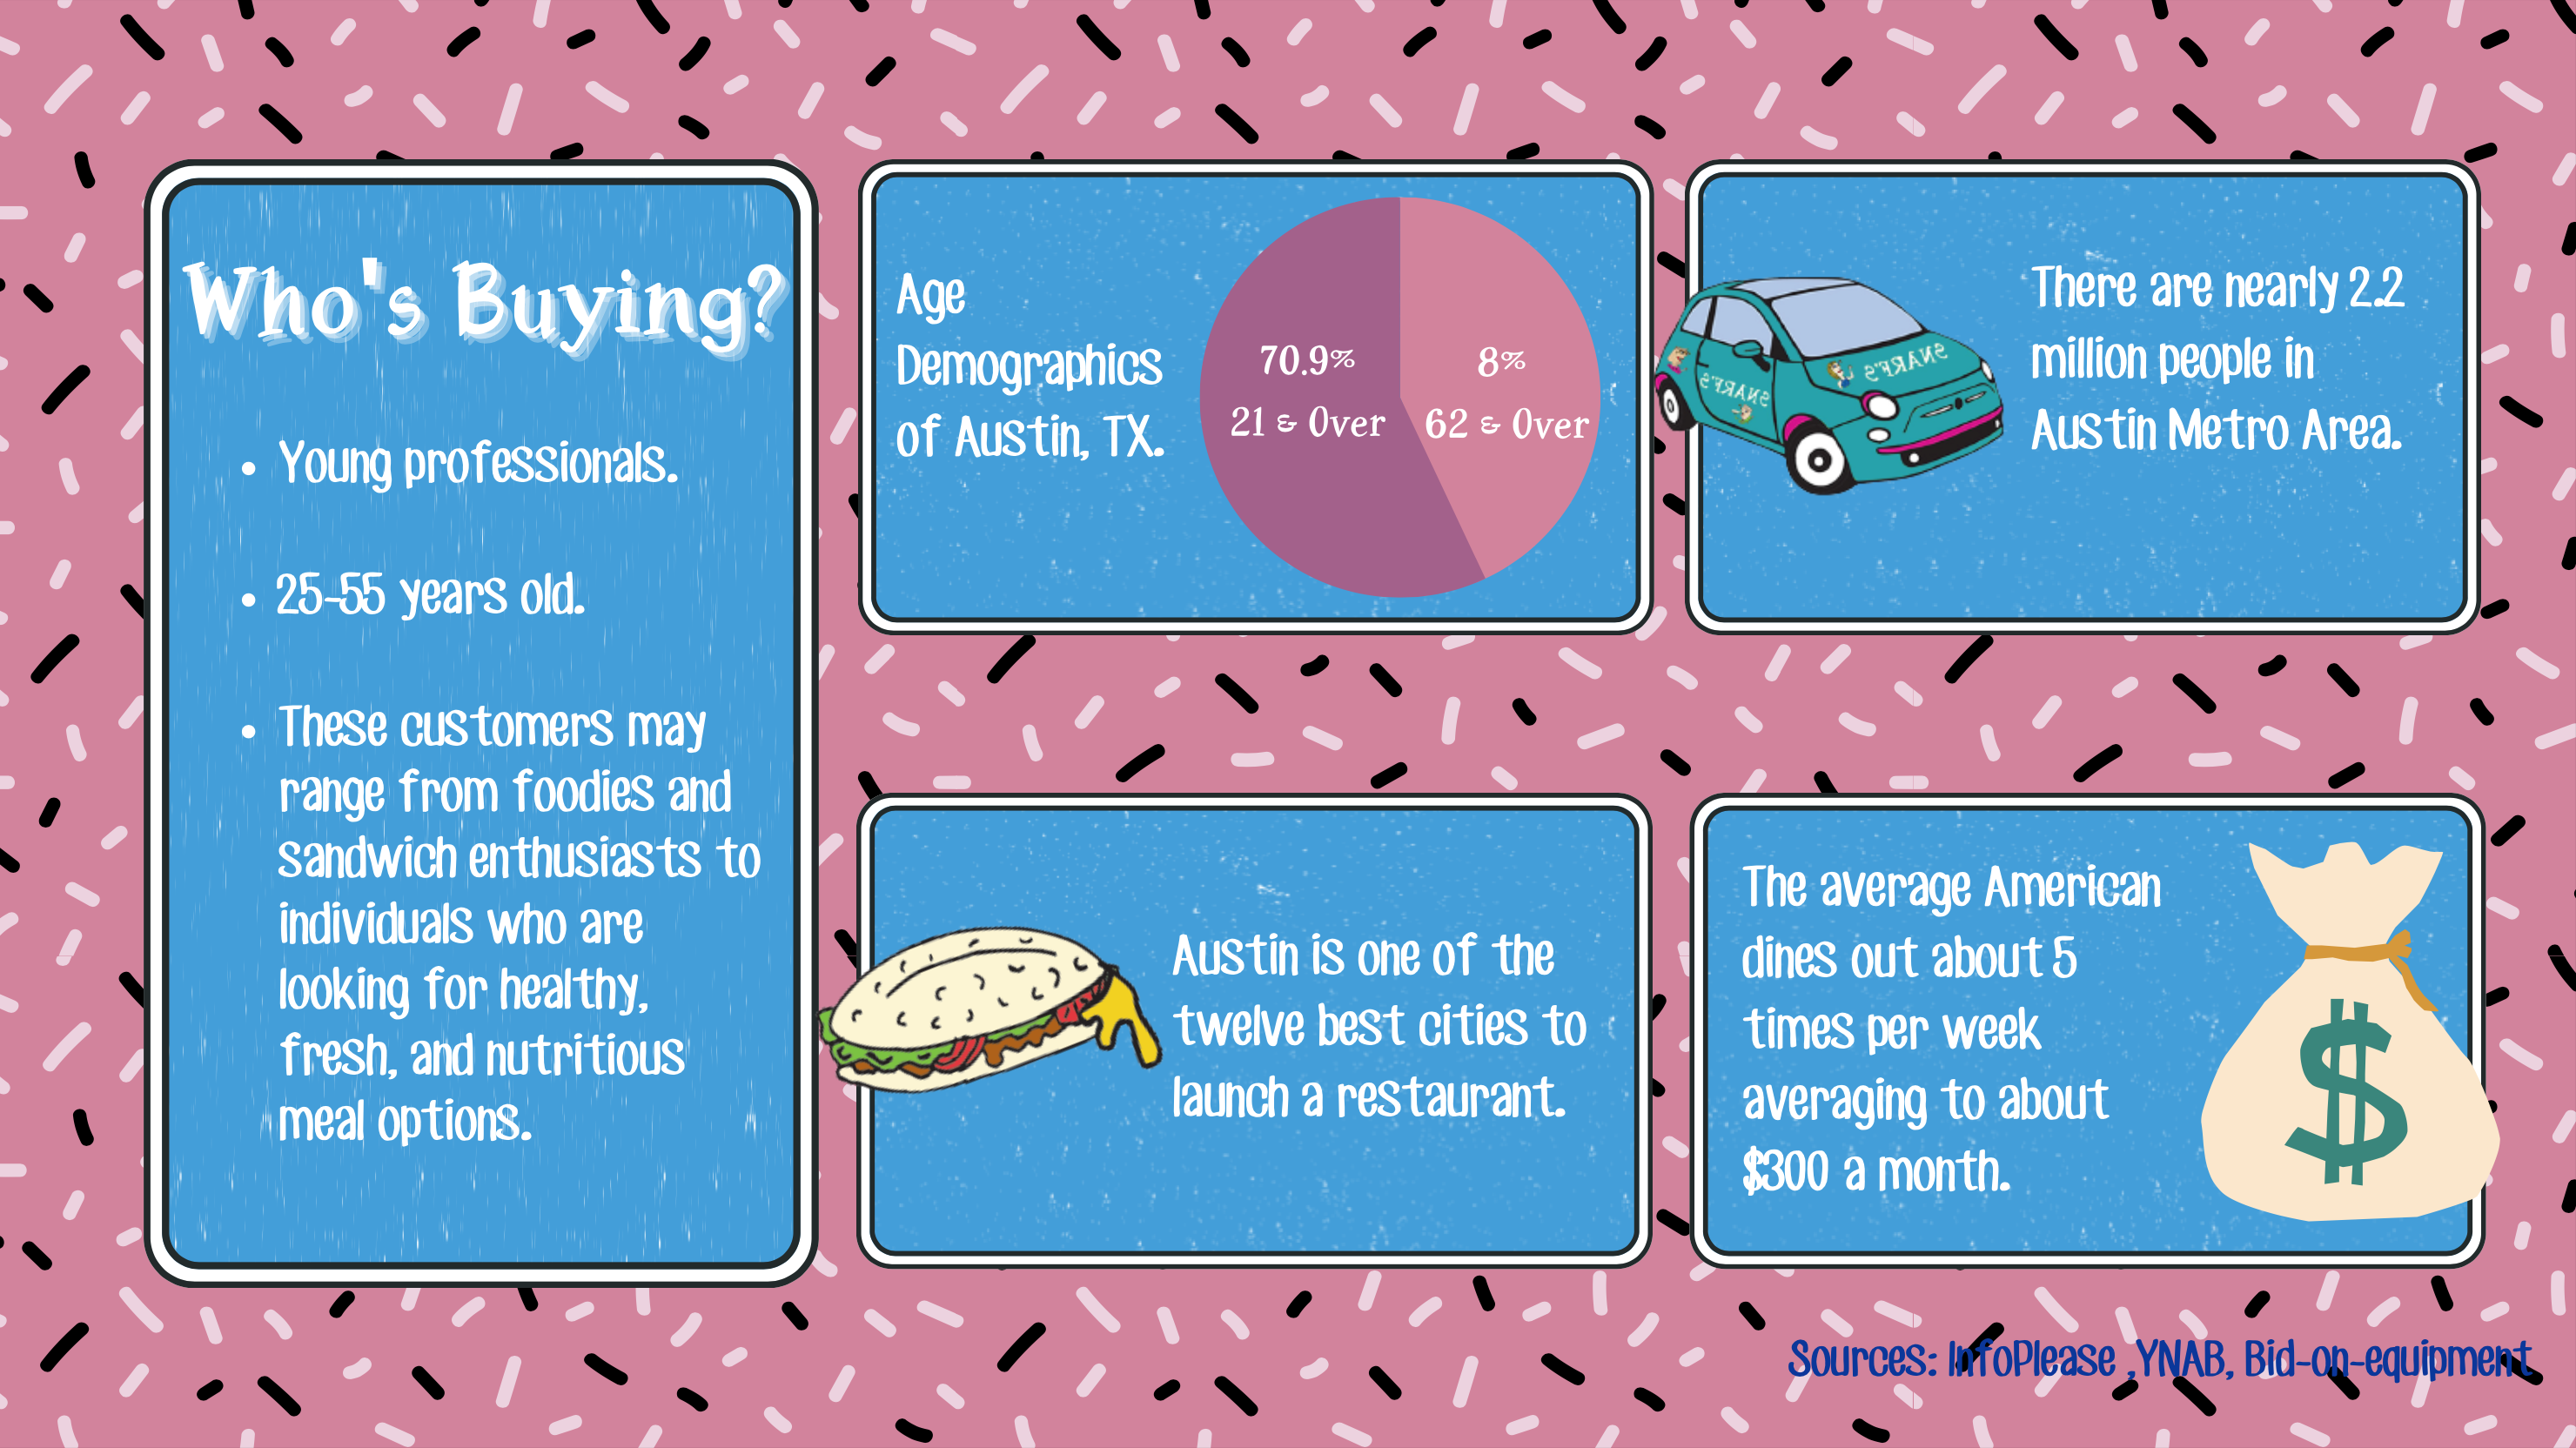 Who's Buying?
• Young professionals.
• 25-55 years old.
• These customers may
range from foodies and
sandwich enthusiasts to
individuals who are
looking for healthy,
fresh, and nutritious
meal options.
Age
Demographics
of Austin, TX.
70.9%
21 & Over
8%
62 & Over
SNARF'S
SNARF'S
There are nearly 2.2
million people in
Austin Metro Area.
Austin is one of the
twelve best cities to
launch a restaurant.
The average American
dines out about 5
times per week
averaging to about
$300 a month.
$
Sources: InfoPlease ,YNAB, Bid-on-equipment